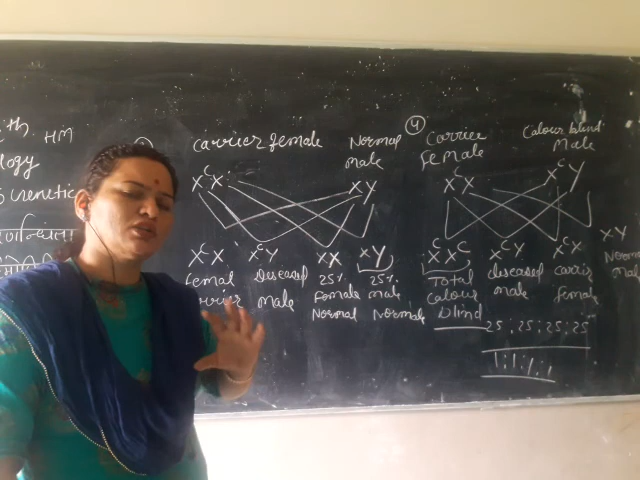 HM
logy
Genetic
carrier female
Normal
male
XᶜX
XY
XᶜX
XᶜY
XX
XY
Femal
Diseased
25%
25%
carrier
male
Female
male
Normal
Normal
④
Carrier
Female
Colour blind
Male
XᶜX
XᶜY
XᶜXᶜ
XᶜY
XᶜX
XY
Total
diseased
carrier
Normal
Colour
male
Female
Male
blind
25:25:25:25
1:1:1:1